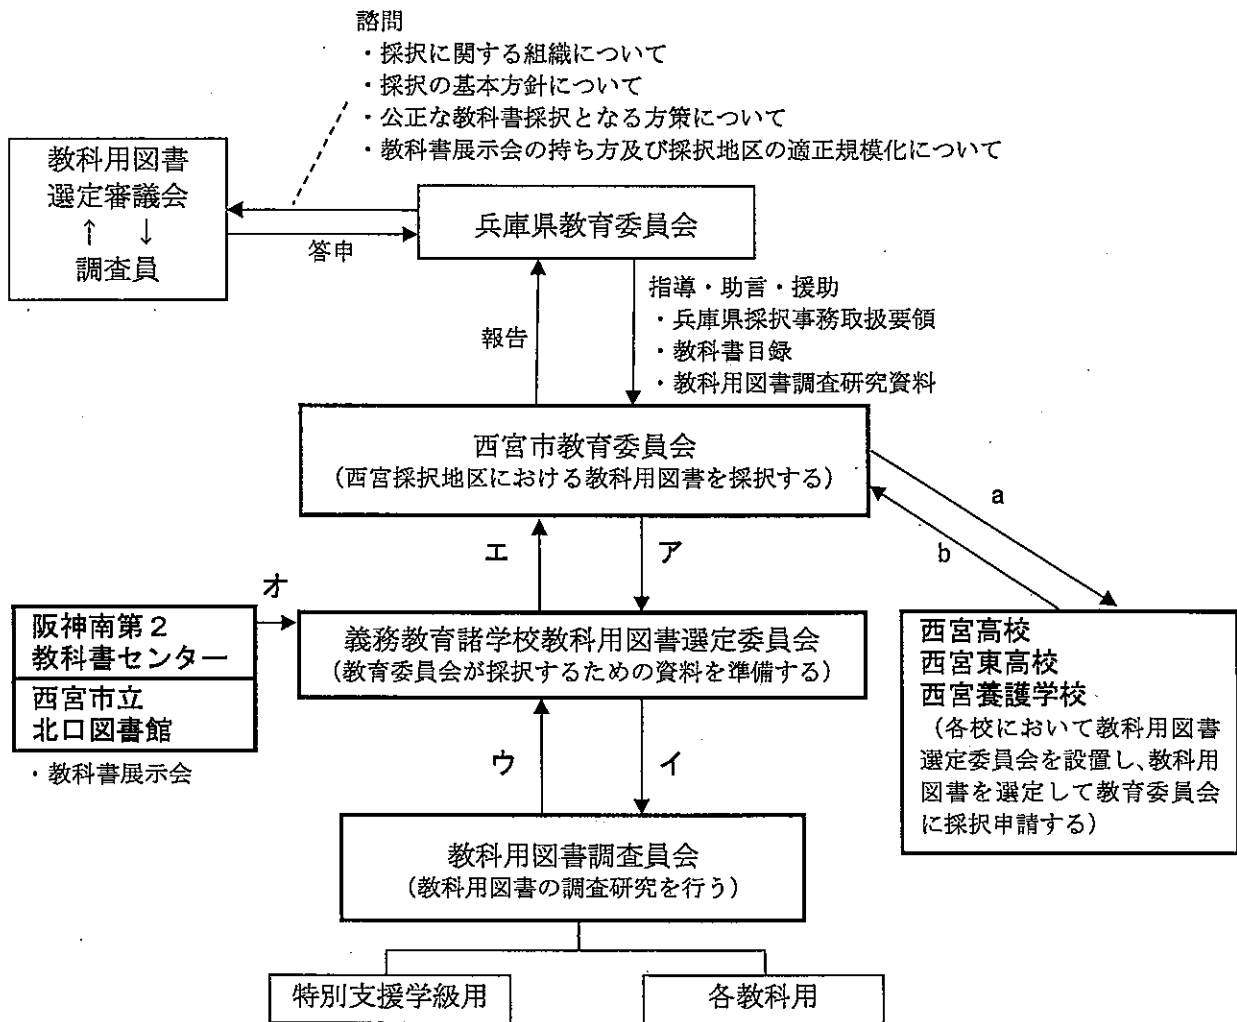 諮問
・採択に関する組織について
・採択の基本方針について
・公正な教科書採択となる方策について
・教科書展示会の持ち方及び採択地区の適正規模化について
教科用図書
選定審議会
↑ ↓
調査員
答申
兵庫県教育委員会
報告
指導・助言・援助
・兵庫県採択事務取扱要領
・教科書目録
・教科用図書調査研究資料
西宮市教育委員会
（西宮採択地区における教科用図書を採択する）
a
b
エ
ア
オ
阪神南第２
教科書センター
西宮市立
北口図書館
・教科書展示会
義務教育諸学校教科用図書選定委員会
（教育委員会が採択するための資料を準備する）
西宮高校
西宮東高校
西宮養護学校
（各校において教科用図書
選定委員会を設置し、教科用
図書を選定して教育委員会
に採択申請する）
ウ
イ
教科用図書調査員会
（教科用図書の調査研究を行う）
特別支援学級用
各教科用